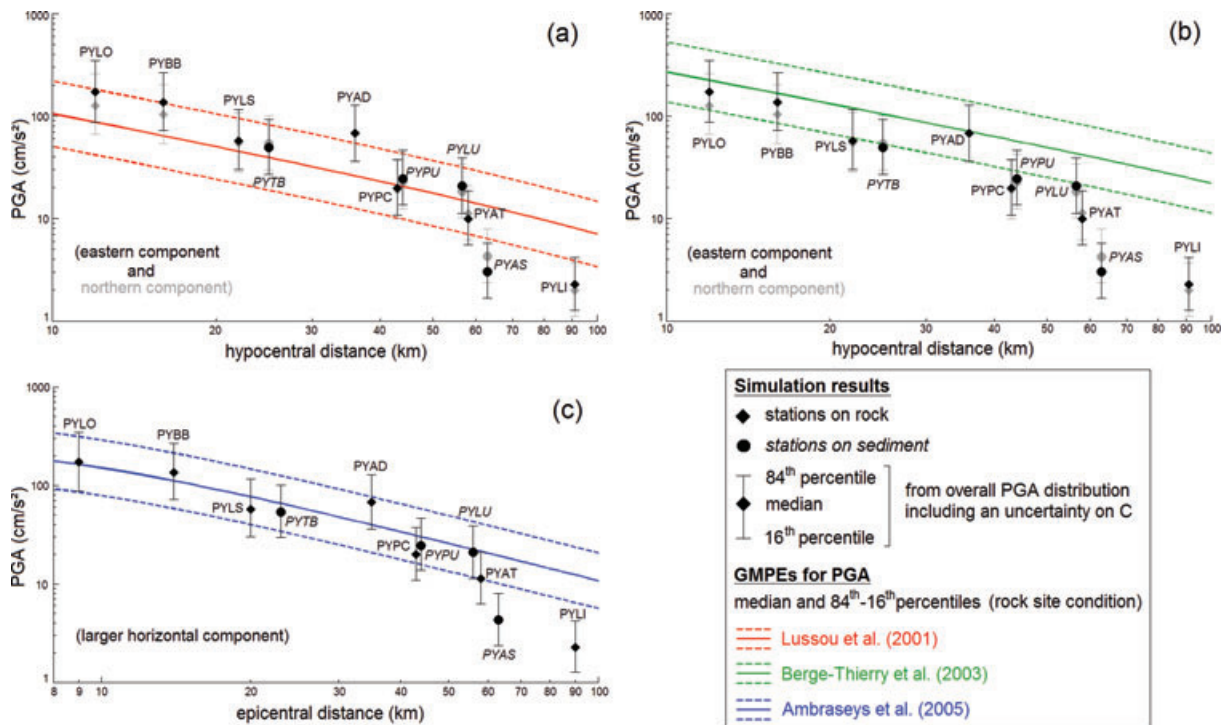 (a)
1000
100
10
1
PGA (cm/s²)
PYLO
PYBB
PYLS
PYTB
PYAD
PYPC
PYPU
PYLU
PYAT
PYAS
PYLI
(eastern component
and
northern component)
10 20 30 40 50 60 70 80 90 100
hypocentral distance (km)
(b)
1000
100
10
1
PGA (cm/s²)
PYLO
PYBB
PYLS
PYTB
PYAD
PYPC
PYPU
PYLU
PYAT
PYAS
PYLI
(eastern component
and
northern component)
10 20 30 40 50 60 70 80 90 100
hypocentral distance (km)
(c)
1000
100
10
1
PGA (cm/s²)
PYLO
PYBB
PYLS
PYTB
PYAD
PYPC
PYPU
PYLU
PYAT
PYAS
PYLI
(larger horizontal component)
8 9 10 20 30 40 50 60 80 100
epicentral distance (km)
Simulation results
stations on rock
stations on sediment
84th percentile
median
16th percentile
from overall PGA distribution
including an uncertainty on C
GMPEs for PGA
median and 84th-16th percentiles (rock site condition)
Lussou et al. (2001)
Berge-Thierry et al. (2003)
Ambraseys et al. (2005)